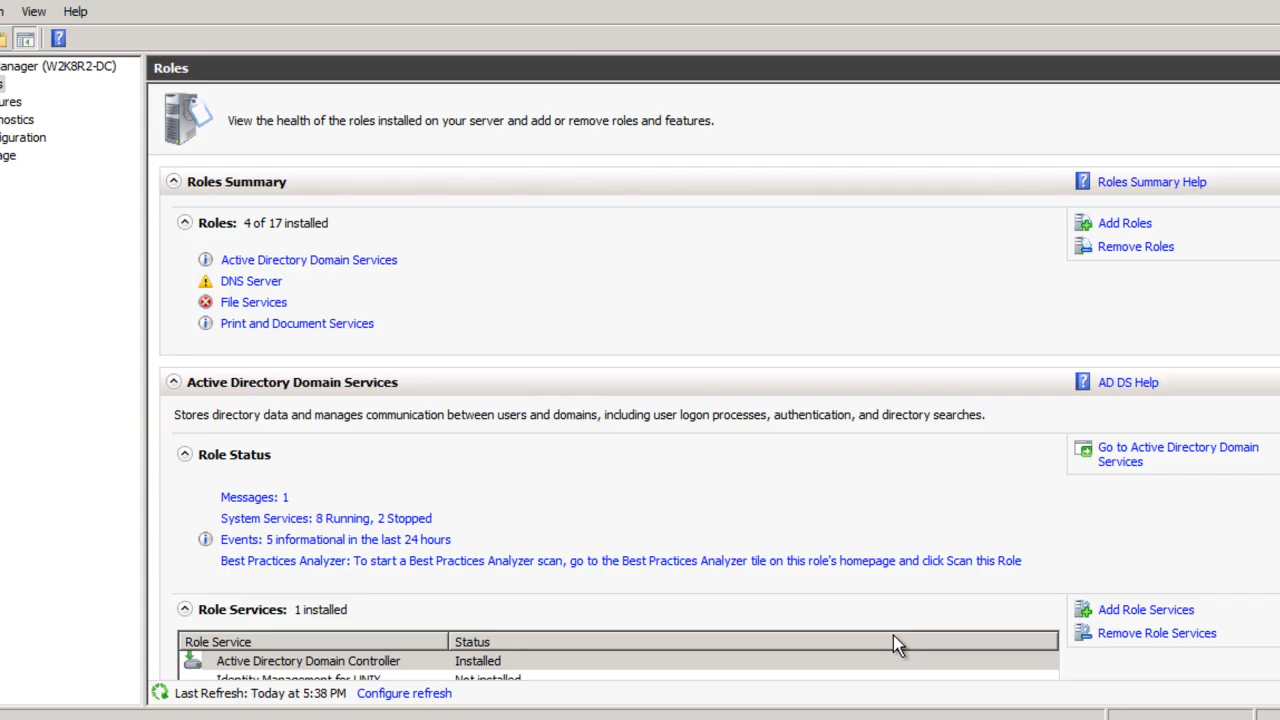 View Help
anager (W2K8R2-DC)
s
ures
nostics
iguration
age
Roles
View the health of the roles installed on your server and add or remove roles and features.
Roles Summary
Roles Summary Help
Roles: 4 of 17 installed
Add Roles
Remove Roles
Active Directory Domain Services
DNS Server
File Services
Print and Document Services
Active Directory Domain Services
AD DS Help
Stores directory data and manages communication between users and domains, including user logon processes, authentication, and directory searches.
Role Status
Go to Active Directory Domain
Services
Messages: 1
System Services: 8 Running, 2 Stopped
Events: 5 informational in the last 24 hours
Best Practices Analyzer: To start a Best Practices Analyzer scan, go to the Best Practices Analyzer tile on this role's homepage and click Scan this Role
Role Services: 1 installed
Add Role Services
Remove Role Services
Role Service Status
Active Directory Domain Controller Installed
Identity Management for UNIX Not installed
Last Refresh: Today at 5:38 PM Configure refresh